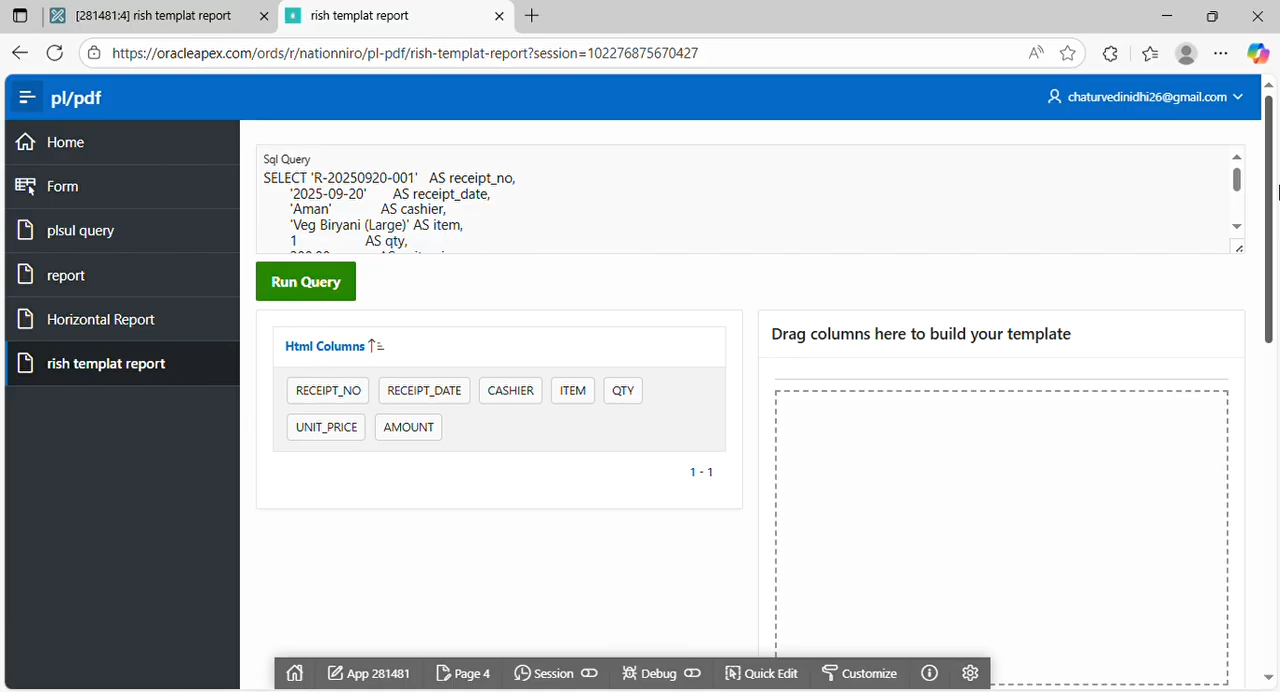 [281481:4] rish templat report
rish templat report
https://oracleapex.com/ords/r/nationniro/pl-pdf/rish-templat-report?session=102276875670427
pl/pdf
chaturvedinidhi26@gmail.com
Home
Form
plsul query
report
Horizontal Report
rish templat report
Sql Query
SELECT 'R-20250920-001' AS receipt_no,
'2025-09-20' AS receipt_date,
'Aman' AS cashier,
'Veg Biryani (Large)' AS item,
1 AS qty,
Run Query
Html Columns
RECEIPT_NO RECEIPT_DATE CASHIER ITEM QTY
UNIT_PRICE AMOUNT
1 - 1
Drag columns here to build your template
App 281481 Page 4 Session Debug Quick Edit Customize